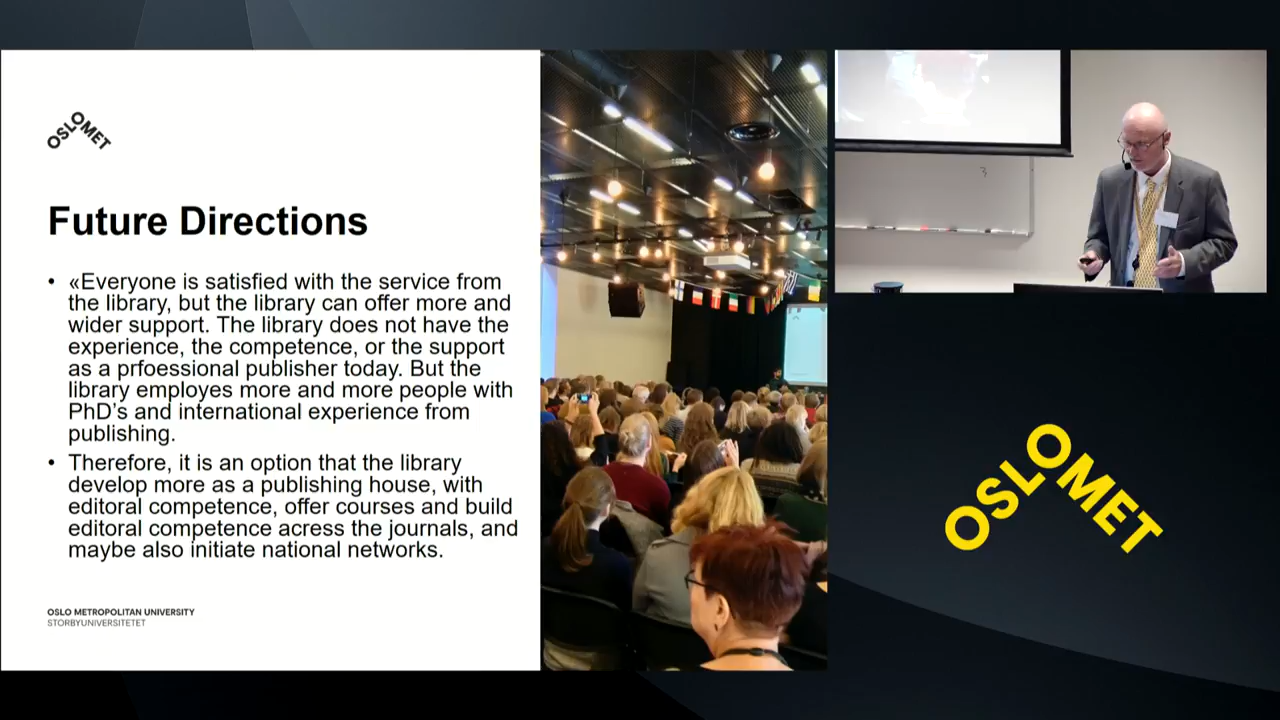 OSLOMET
Future Directions
• «Everyone is satisfied with the service from
the library, but the library can offer more and
wider support. The library does not have the
experience, the competence, or the support
as a prfoessional publisher today. But the
library employes more and more people with
PhD's and international experience from
publishing.
• Therefore, it is an option that the library
develop more as a publishing house, with
editoral competence, offer courses and build
editoral competence acress the journals, and
maybe also initiate national networks.
OSLO METROPOLITAN UNIVERSITY
STORBYUNIVERSITETET
3
OSLOMET